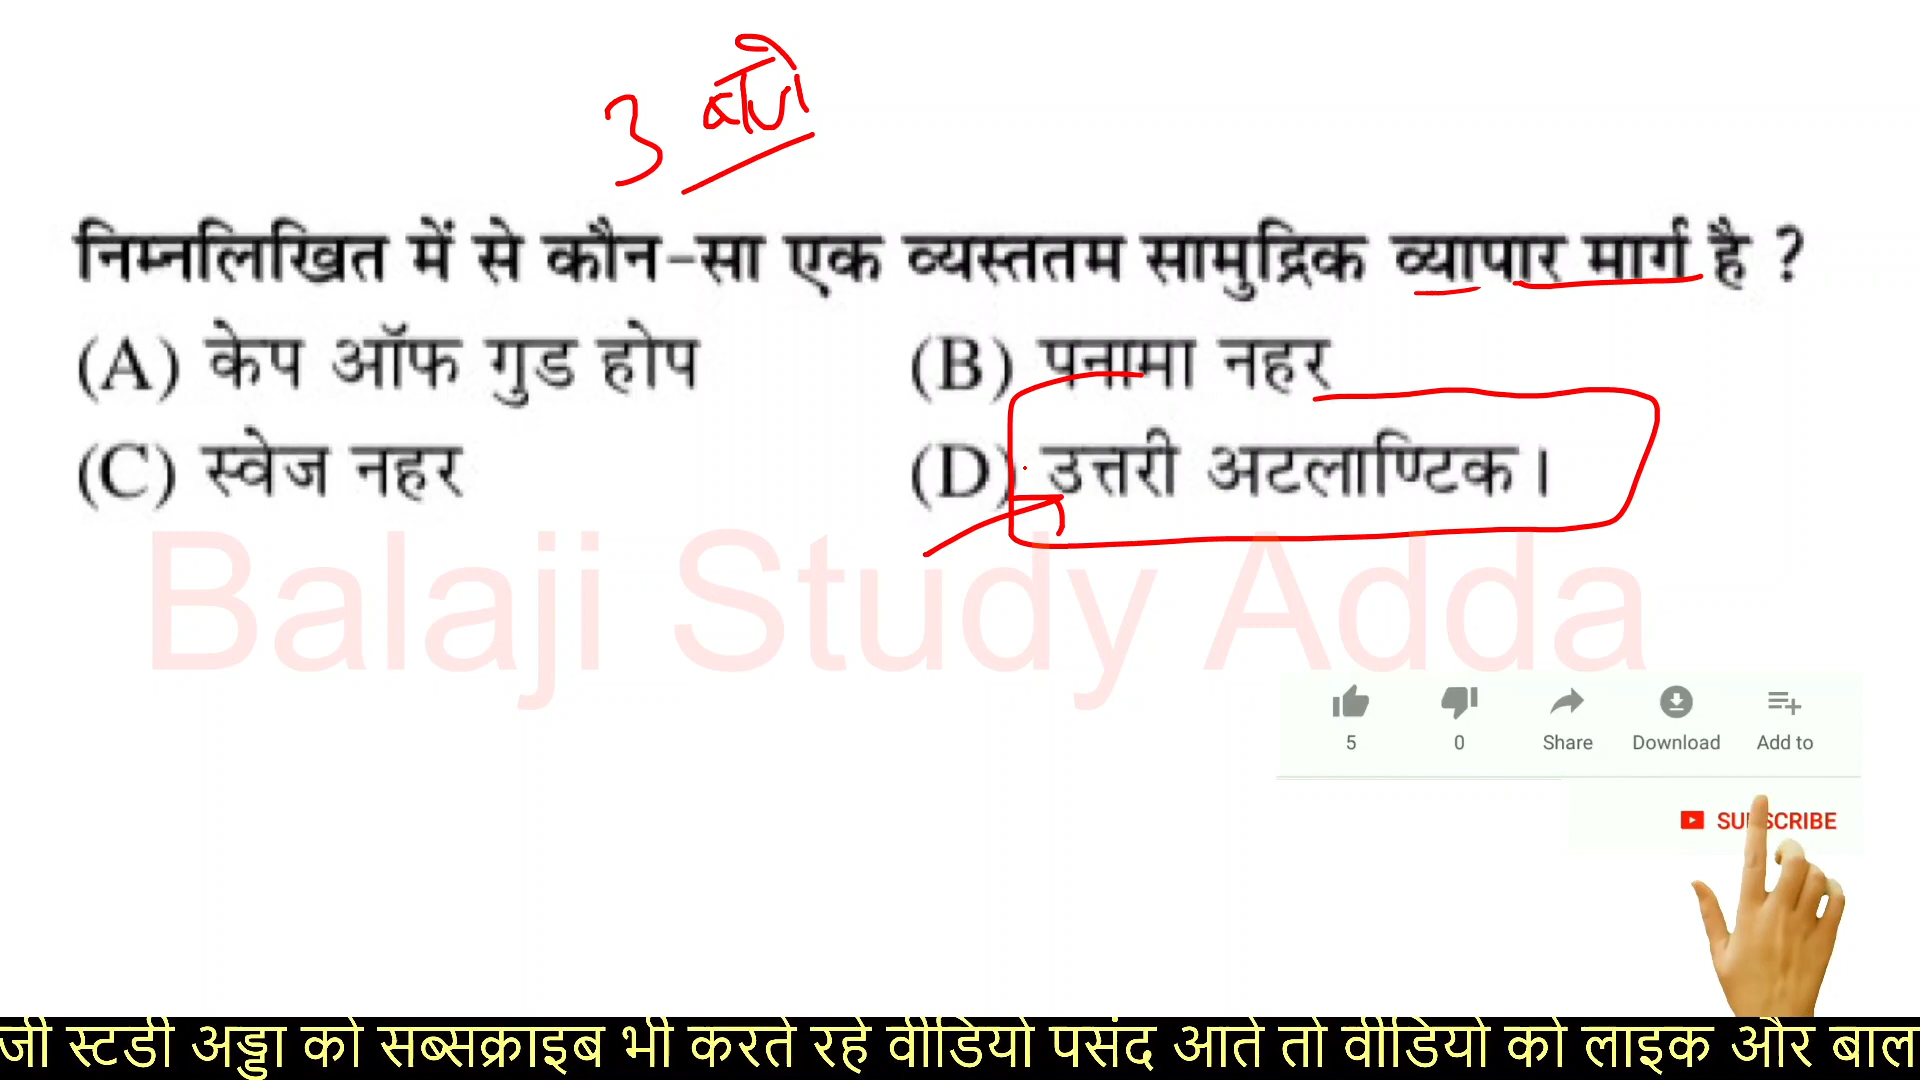 3 बजे
निम्नलिखित में से कौन-सा एक व्यस्ततम सामुद्रिक व्यापार मार्ग है ?
(A) केप ऑफ गुड होप (B) पनामा नहर
(C) स्वेज नहर (D) उत्तरी अटलाण्टिक।
Balaji Study Adda
5 0 Share Download Add to
SUBSCRIBE
जी स्टडी अड्डा को सब्सक्राइब भी करते रहे वीडियो पसंद आते तो वीडियो को लाइक और बाल